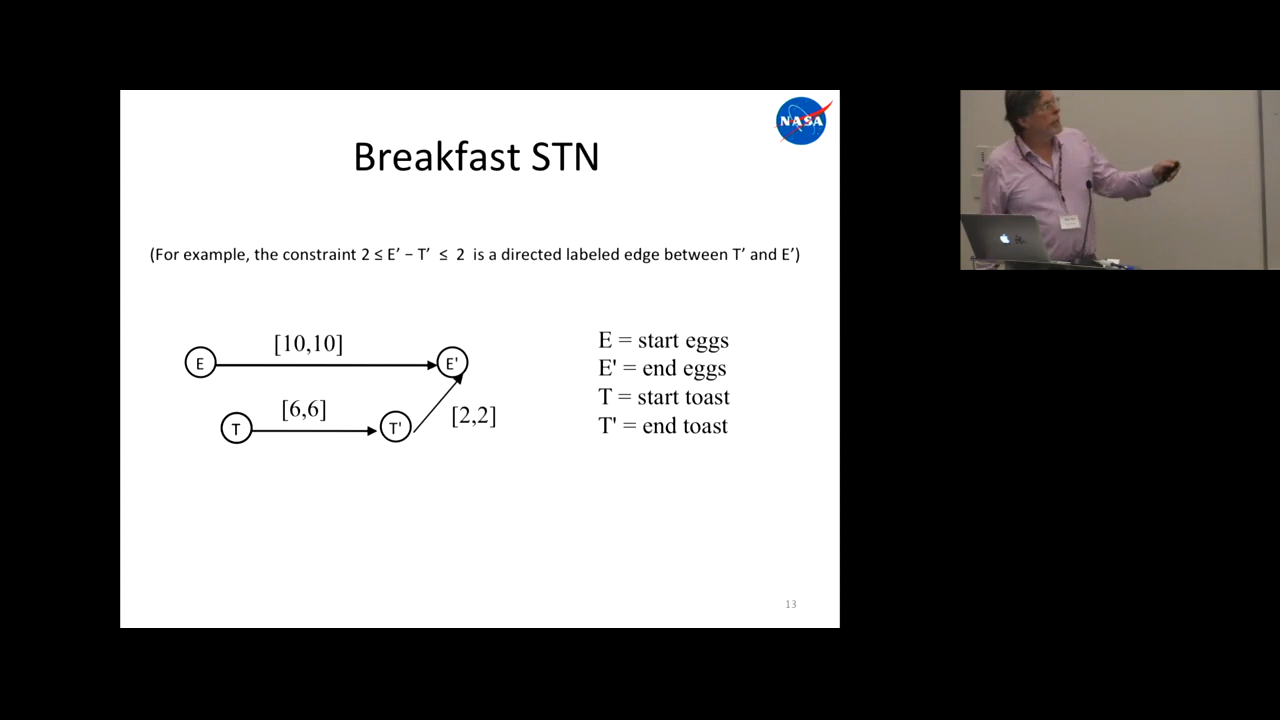 NASA
Breakfast STN
(For example, the constraint 2 ≤ E’ − T’ ≤ 2 is a directed labeled edge between T’ and E’)
[10,10]
E
E'
[6,6]
[2,2]
T
T'
E = start eggs
E' = end eggs
T = start toast
T' = end toast
13